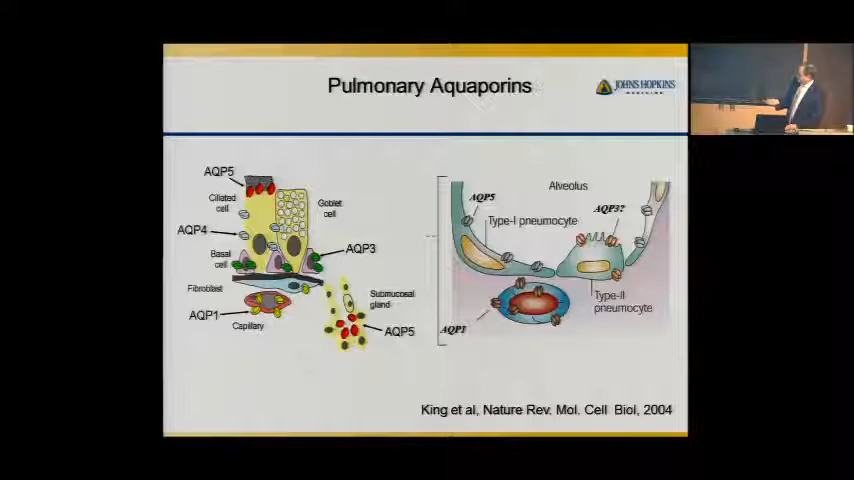 Pulmonary Aquaporins
JOHNS HOPKINS
MEDICINE
AQP5
Ciliated
cell
Goblet
cell
AQP4
AQP3
Basal
cell
Fibroblast
AQP1
Capillary
Submucosal
gland
AQP5
Alveolus
AQP5
AQP3?
Type-I pneumocyte
Type-II
pneumocyte
AQP1
King et al, Nature Rev. Mol. Cell Biol, 2004